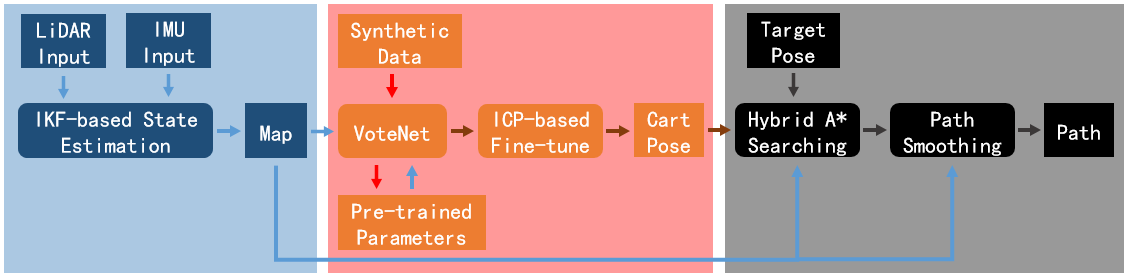 LiDAR
Input
IMU
Input
IKF-based State
Estimation
Map
Synthetic
Data
VoteNet
Pre-trained
Parameters
ICP-based
Fine-tune
Cart
Pose
Target
Pose
Hybrid A*
Searching
Path
Smoothing
Path